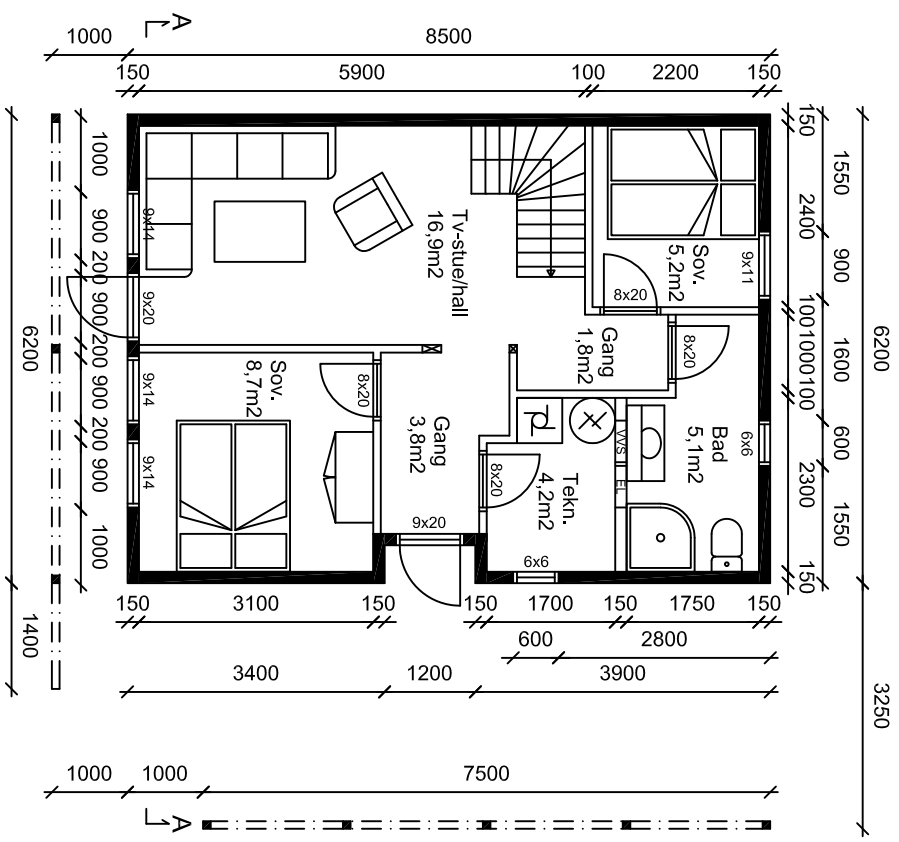 A
1000
8500
150
5900
100
2200
150
1000
900
200
900
200
900
200
900
1000
6200
1400
150
2400
100
1000
100
2300
150
1550
900
1600
600
1550
6200
3250
9x14
9x20
9x14
9x14
Tv-stue/hall
16,9m2
Sov.
5,2m2
9x11
8x20
Gang
1,8m2
8x20
Sov.
8,7m2
8x20
Gang
3,8m2
9x20
Bad
5,1m2
6x6
VVS
EL
Tekn.
4,2m2
8x20
6x6
150
3100
150
150
1700
150
1750
150
600
2800
3400
1200
3900
1000
1000
7500
A